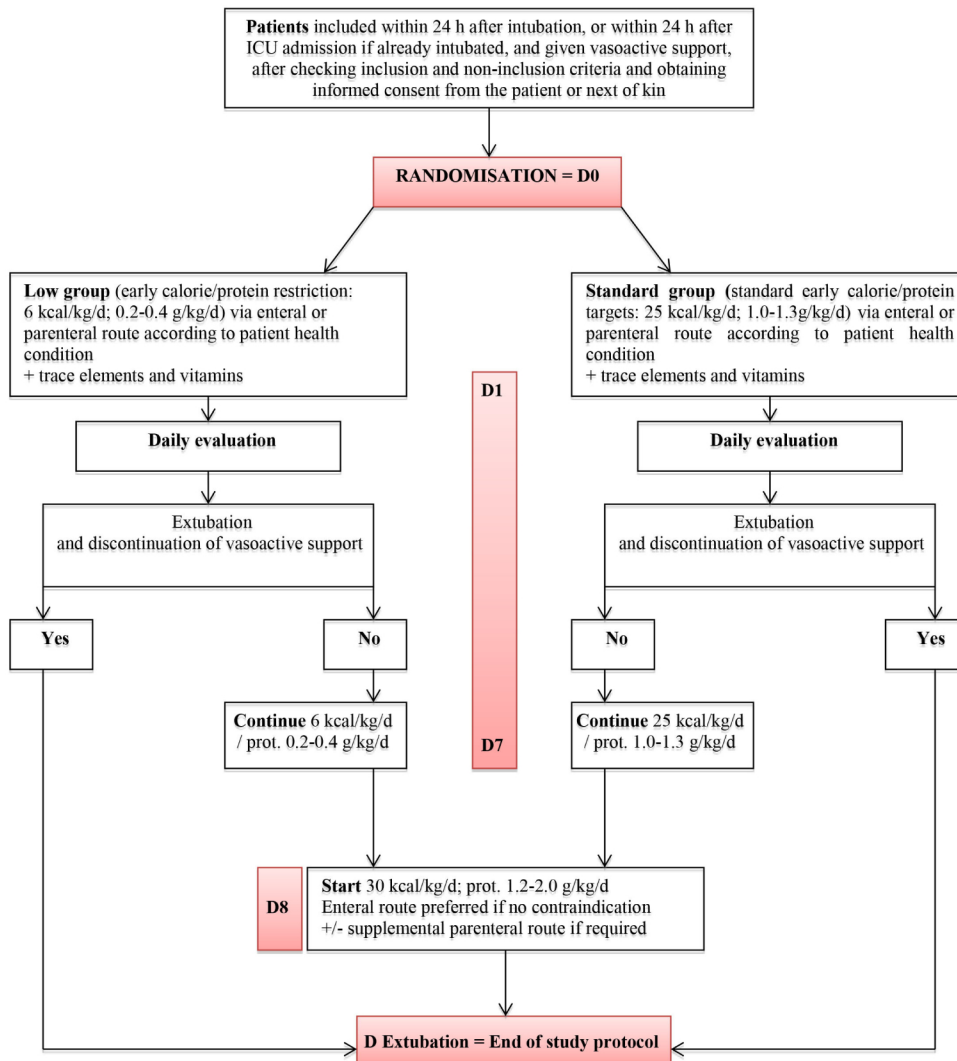 Patients included within 24 h after intubation, or within 24 h after
ICU admission if already intubated, and given vasoactive support,
after checking inclusion and non-inclusion criteria and obtaining
informed consent from the patient or next of kin
RANDOMISATION = D0
Low group (early calorie/protein restriction:
6 kcal/kg/d; 0.2-0.4 g/kg/d) via enteral or
parenteral route according to patient health
condition
+ trace elements and vitamins
Standard group (standard early calorie/protein
targets: 25 kcal/kg/d; 1.0-1.3g/kg/d) via enteral or
parenteral route according to patient health
condition
+ trace elements and vitamins
D1
Daily evaluation
Daily evaluation
Extubation
and discontinuation of vasoactive support
Extubation
and discontinuation of vasoactive support
Yes
No
No
Yes
Continue 6 kcal/kg/d
/ prot. 0.2-0.4 g/kg/d
D7
Continue 25 kcal/kg/d
/ prot. 1.0-1.3 g/kg/d
D8
Start 30 kcal/kg/d; prot. 1.2-2.0 g/kg/d
Enteral route preferred if no contraindication
+/- supplemental parenteral route if required
D Extubation = End of study protocol